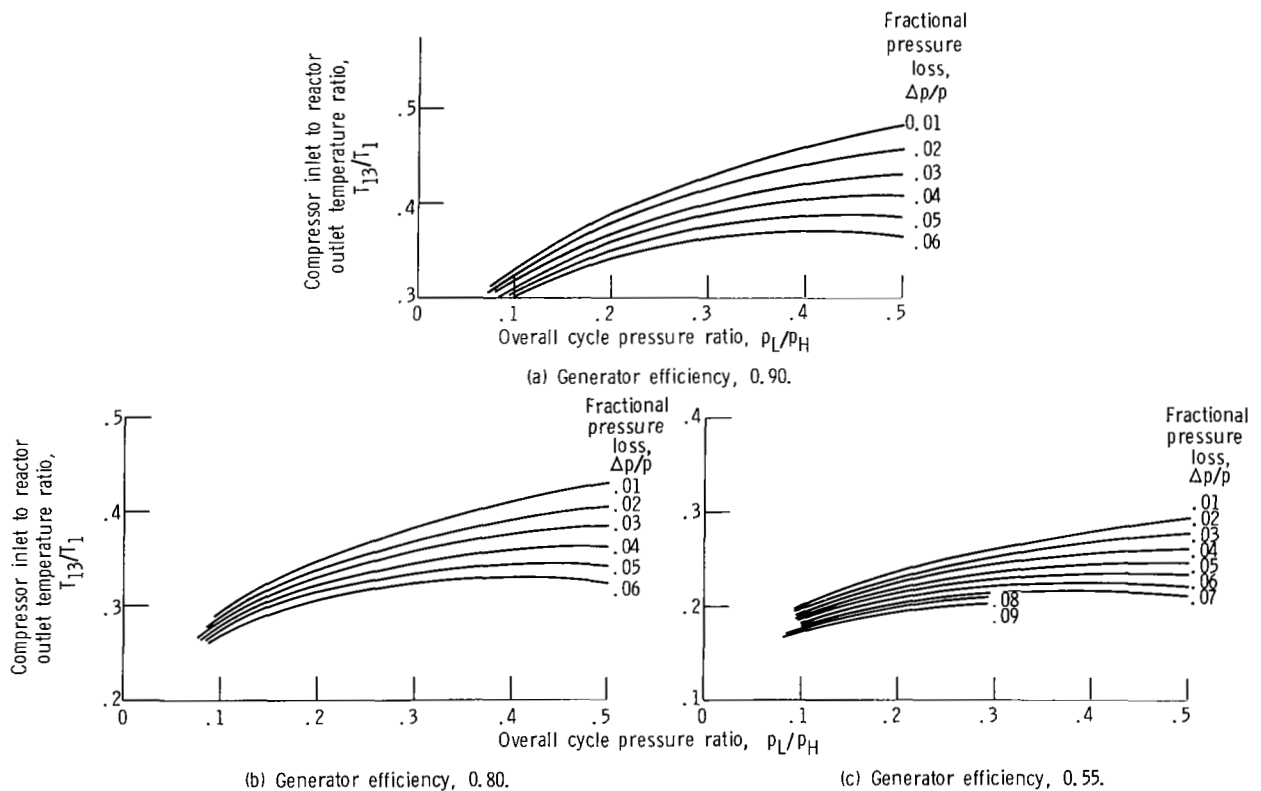 Fractional
pressure
loss,
Δp/p
Compressor inlet to reactor
outlet temperature ratio,
T13/T1
.5
.4
.3
0.01
.02
.03
.04
.05
.06
0 .1 .2 .3 .4 .5
Overall cycle pressure ratio, pL/pH
(a) Generator efficiency, 0.90.
Compressor inlet to reactor
outlet temperature ratio,
T13/T1
.5
.4
.3
.2
Fractional
pressure
loss,
Δp/p
.01
.02
.03
.04
.05
.06
0 .1 .2 .3 .4 .5
.4
.3
.2
.1
Fractional
pressure
loss,
Δp/p
.01
.02
.03
.04
.05
.06
.07
.08
.09
0 .1 .2 .3 .4 .5
Overall cycle pressure ratio, pL/pH
(b) Generator efficiency, 0.80.
(c) Generator efficiency, 0.55.